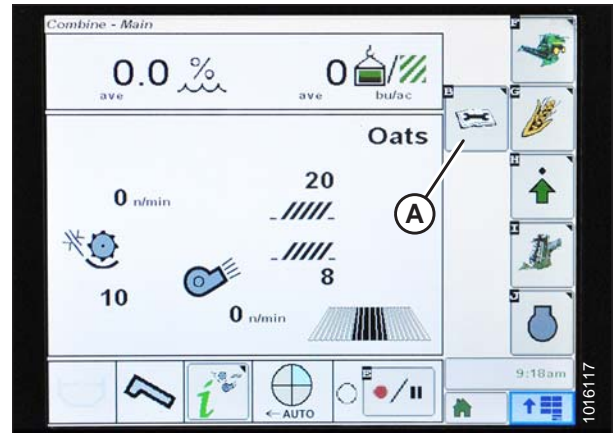 Combine - Main
0.0 %
ave
0
ave
bu/ac
Oats
0 n/min
20
8
10
0 n/min
A
B
F
G
H
I
J
i
← AUTO
E
9:18am
1016117